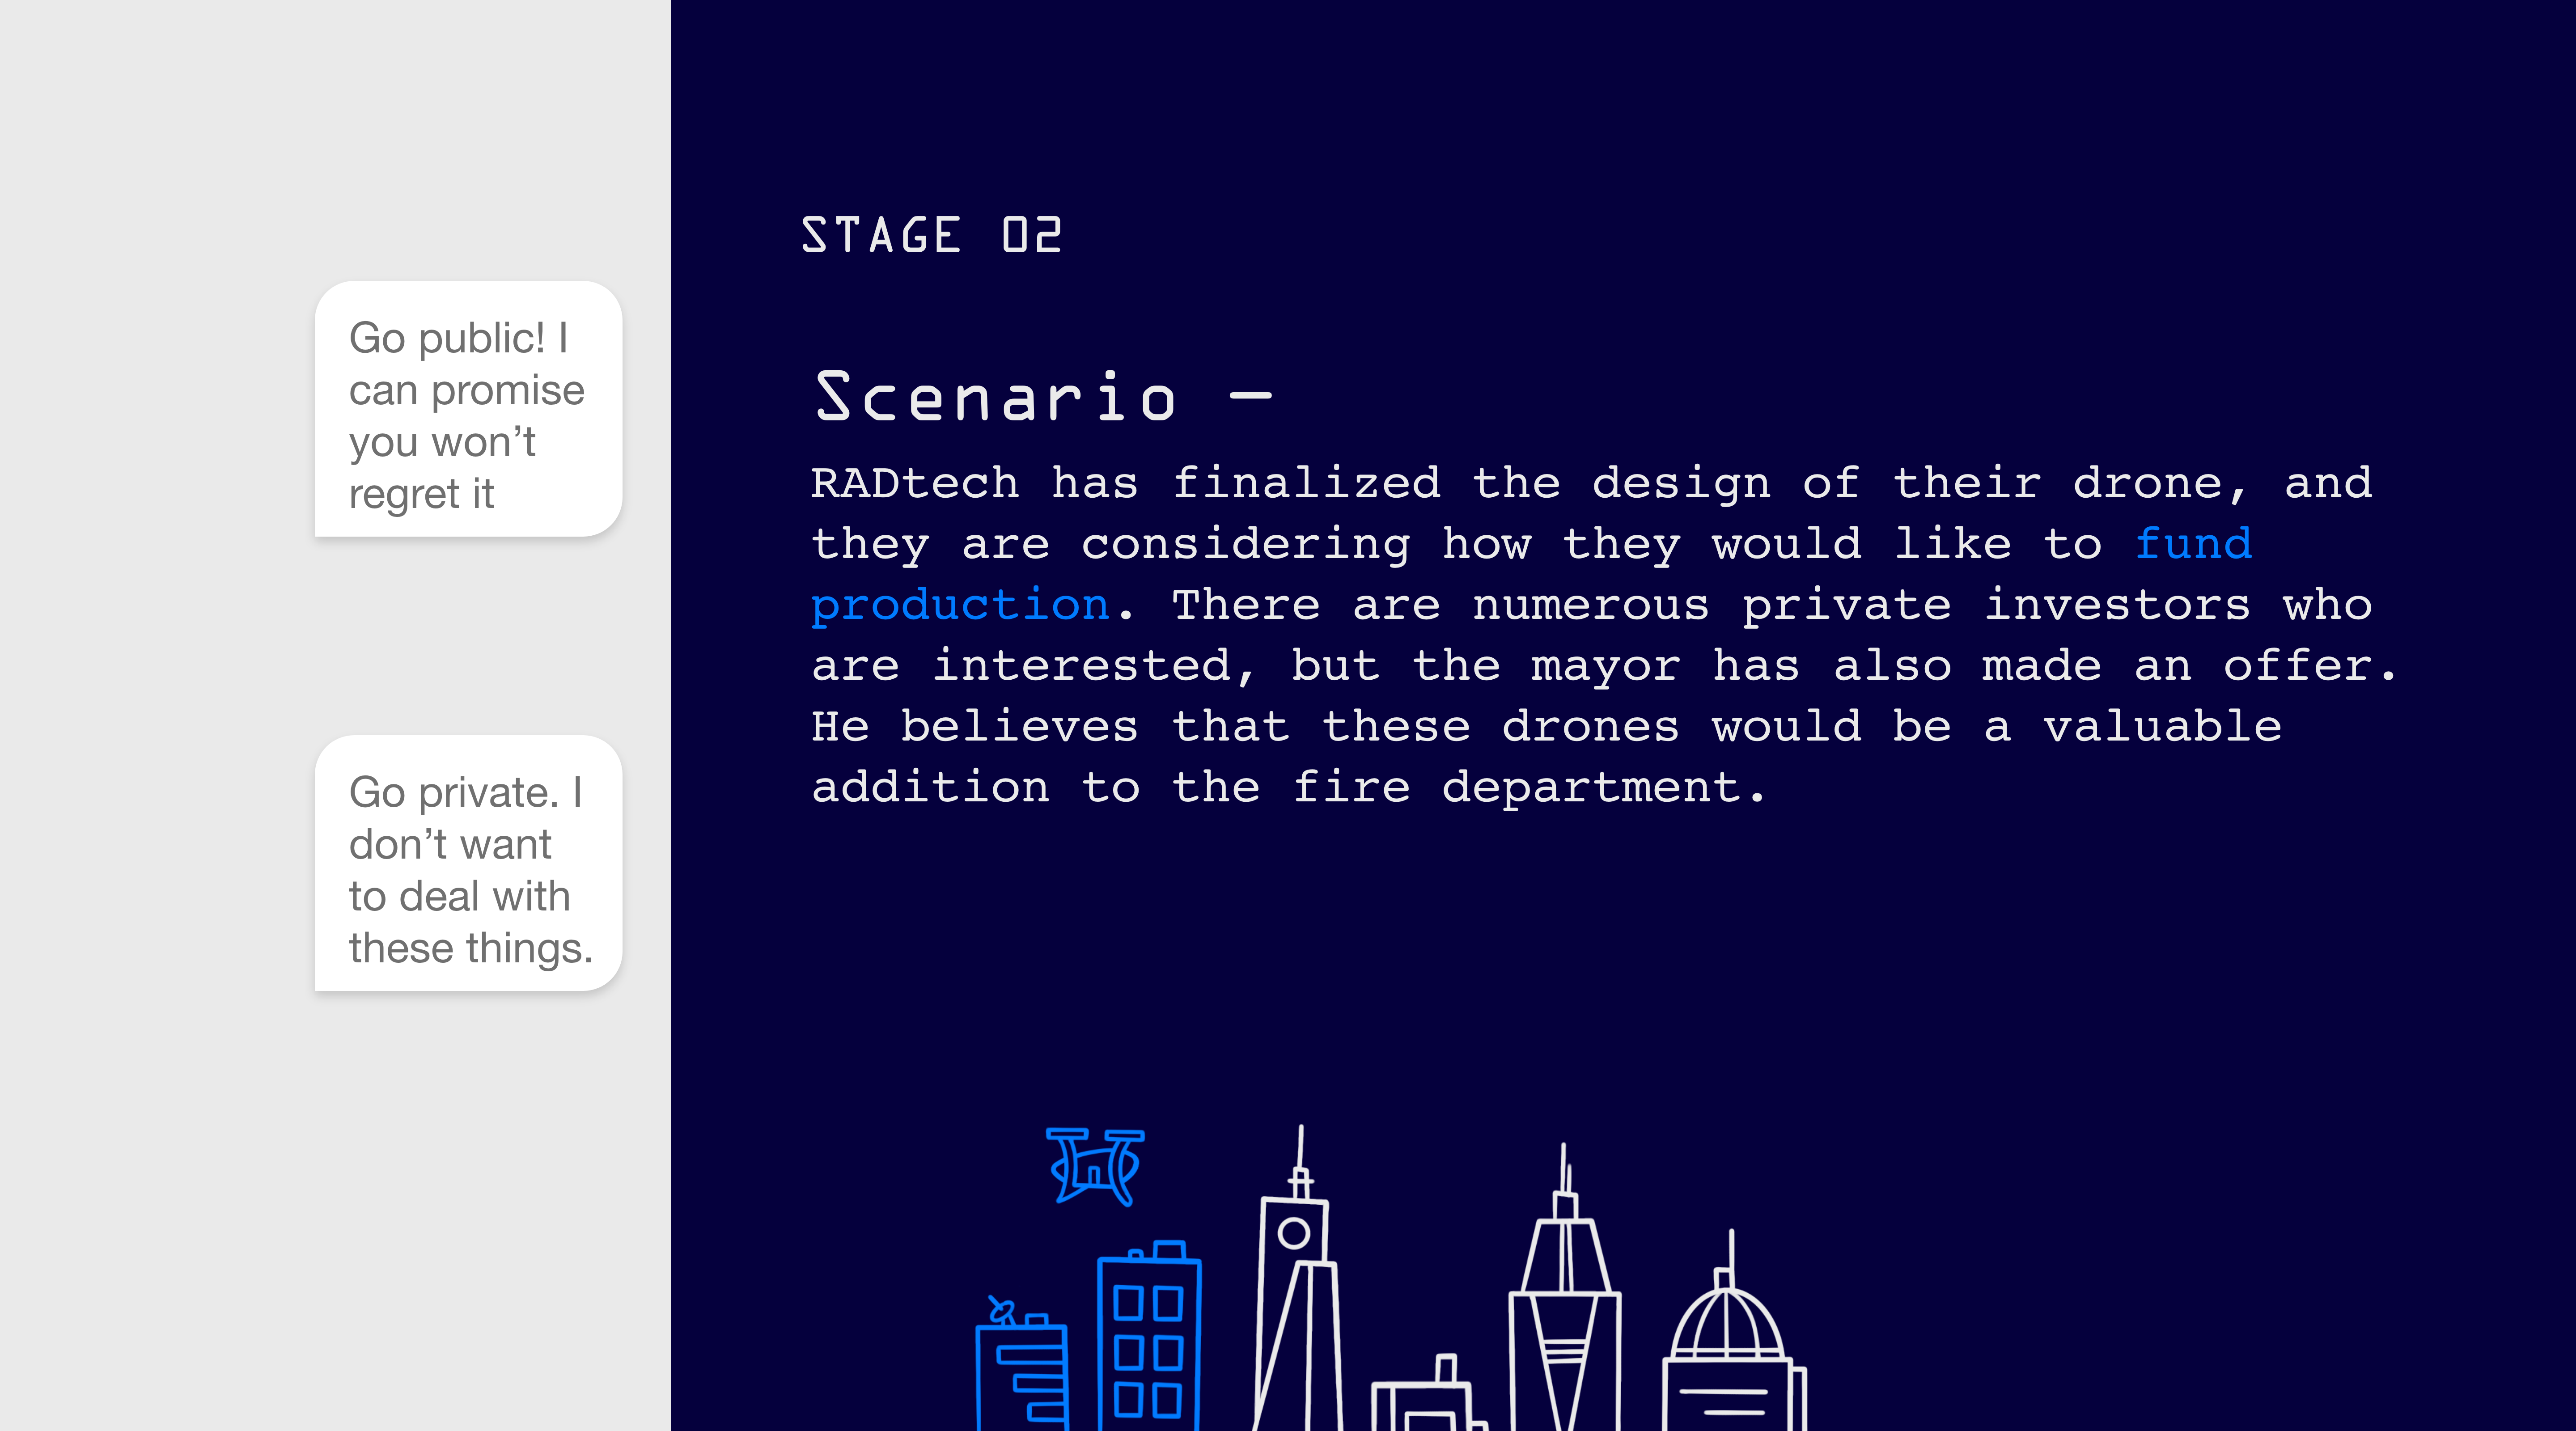 Go public! I
can promise
you won’t
regret it
Go private. I
don’t want
to deal with
these things.
STAGE 02
Scenario —
RADtech has finalized the design of their drone, and
they are considering how they would like to fund
production. There are numerous private investors who
are interested, but the mayor has also made an offer.
He believes that these drones would be a valuable
addition to the fire department.